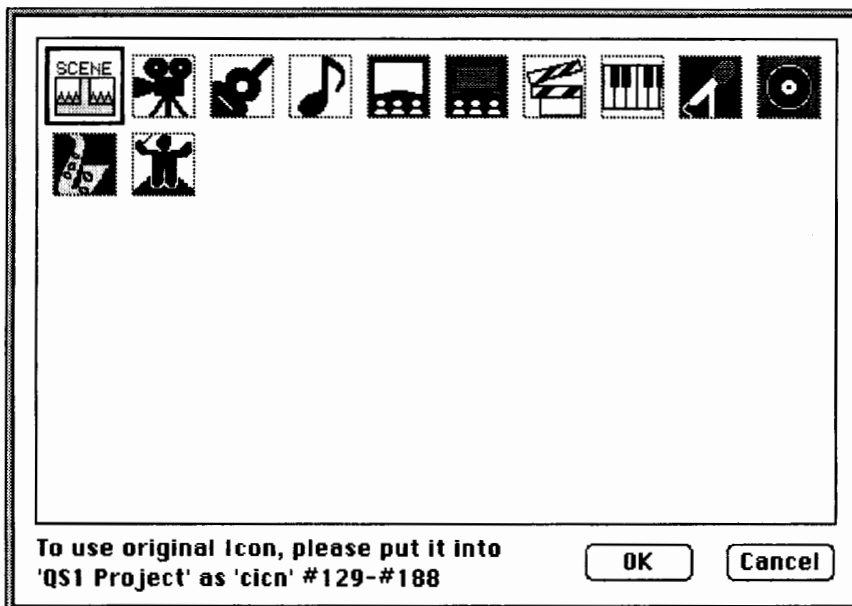 SCENE
To use original Icon, please put it into
'QS1 Project' as 'cicn' #129-#188
OK
Cancel